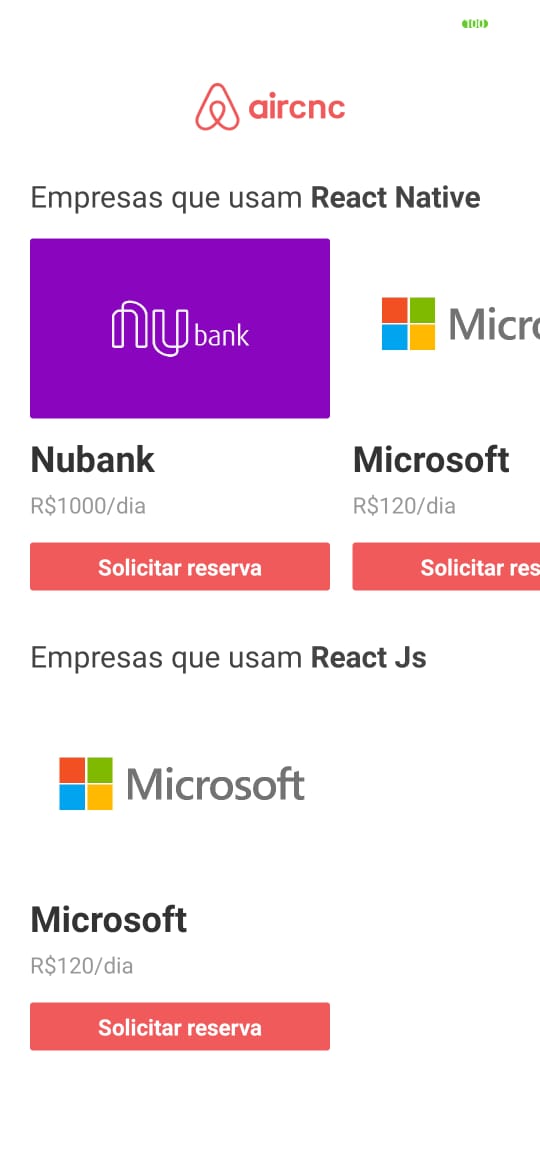 100
aircnc
Empresas que usam React Native
nu bank
Micro
Nubank
Microsoft
R$1000/dia
R$120/dia
Solicitar reserva
Solicitar res
Empresas que usam React Js
Microsoft
Microsoft
R$120/dia
Solicitar reserva